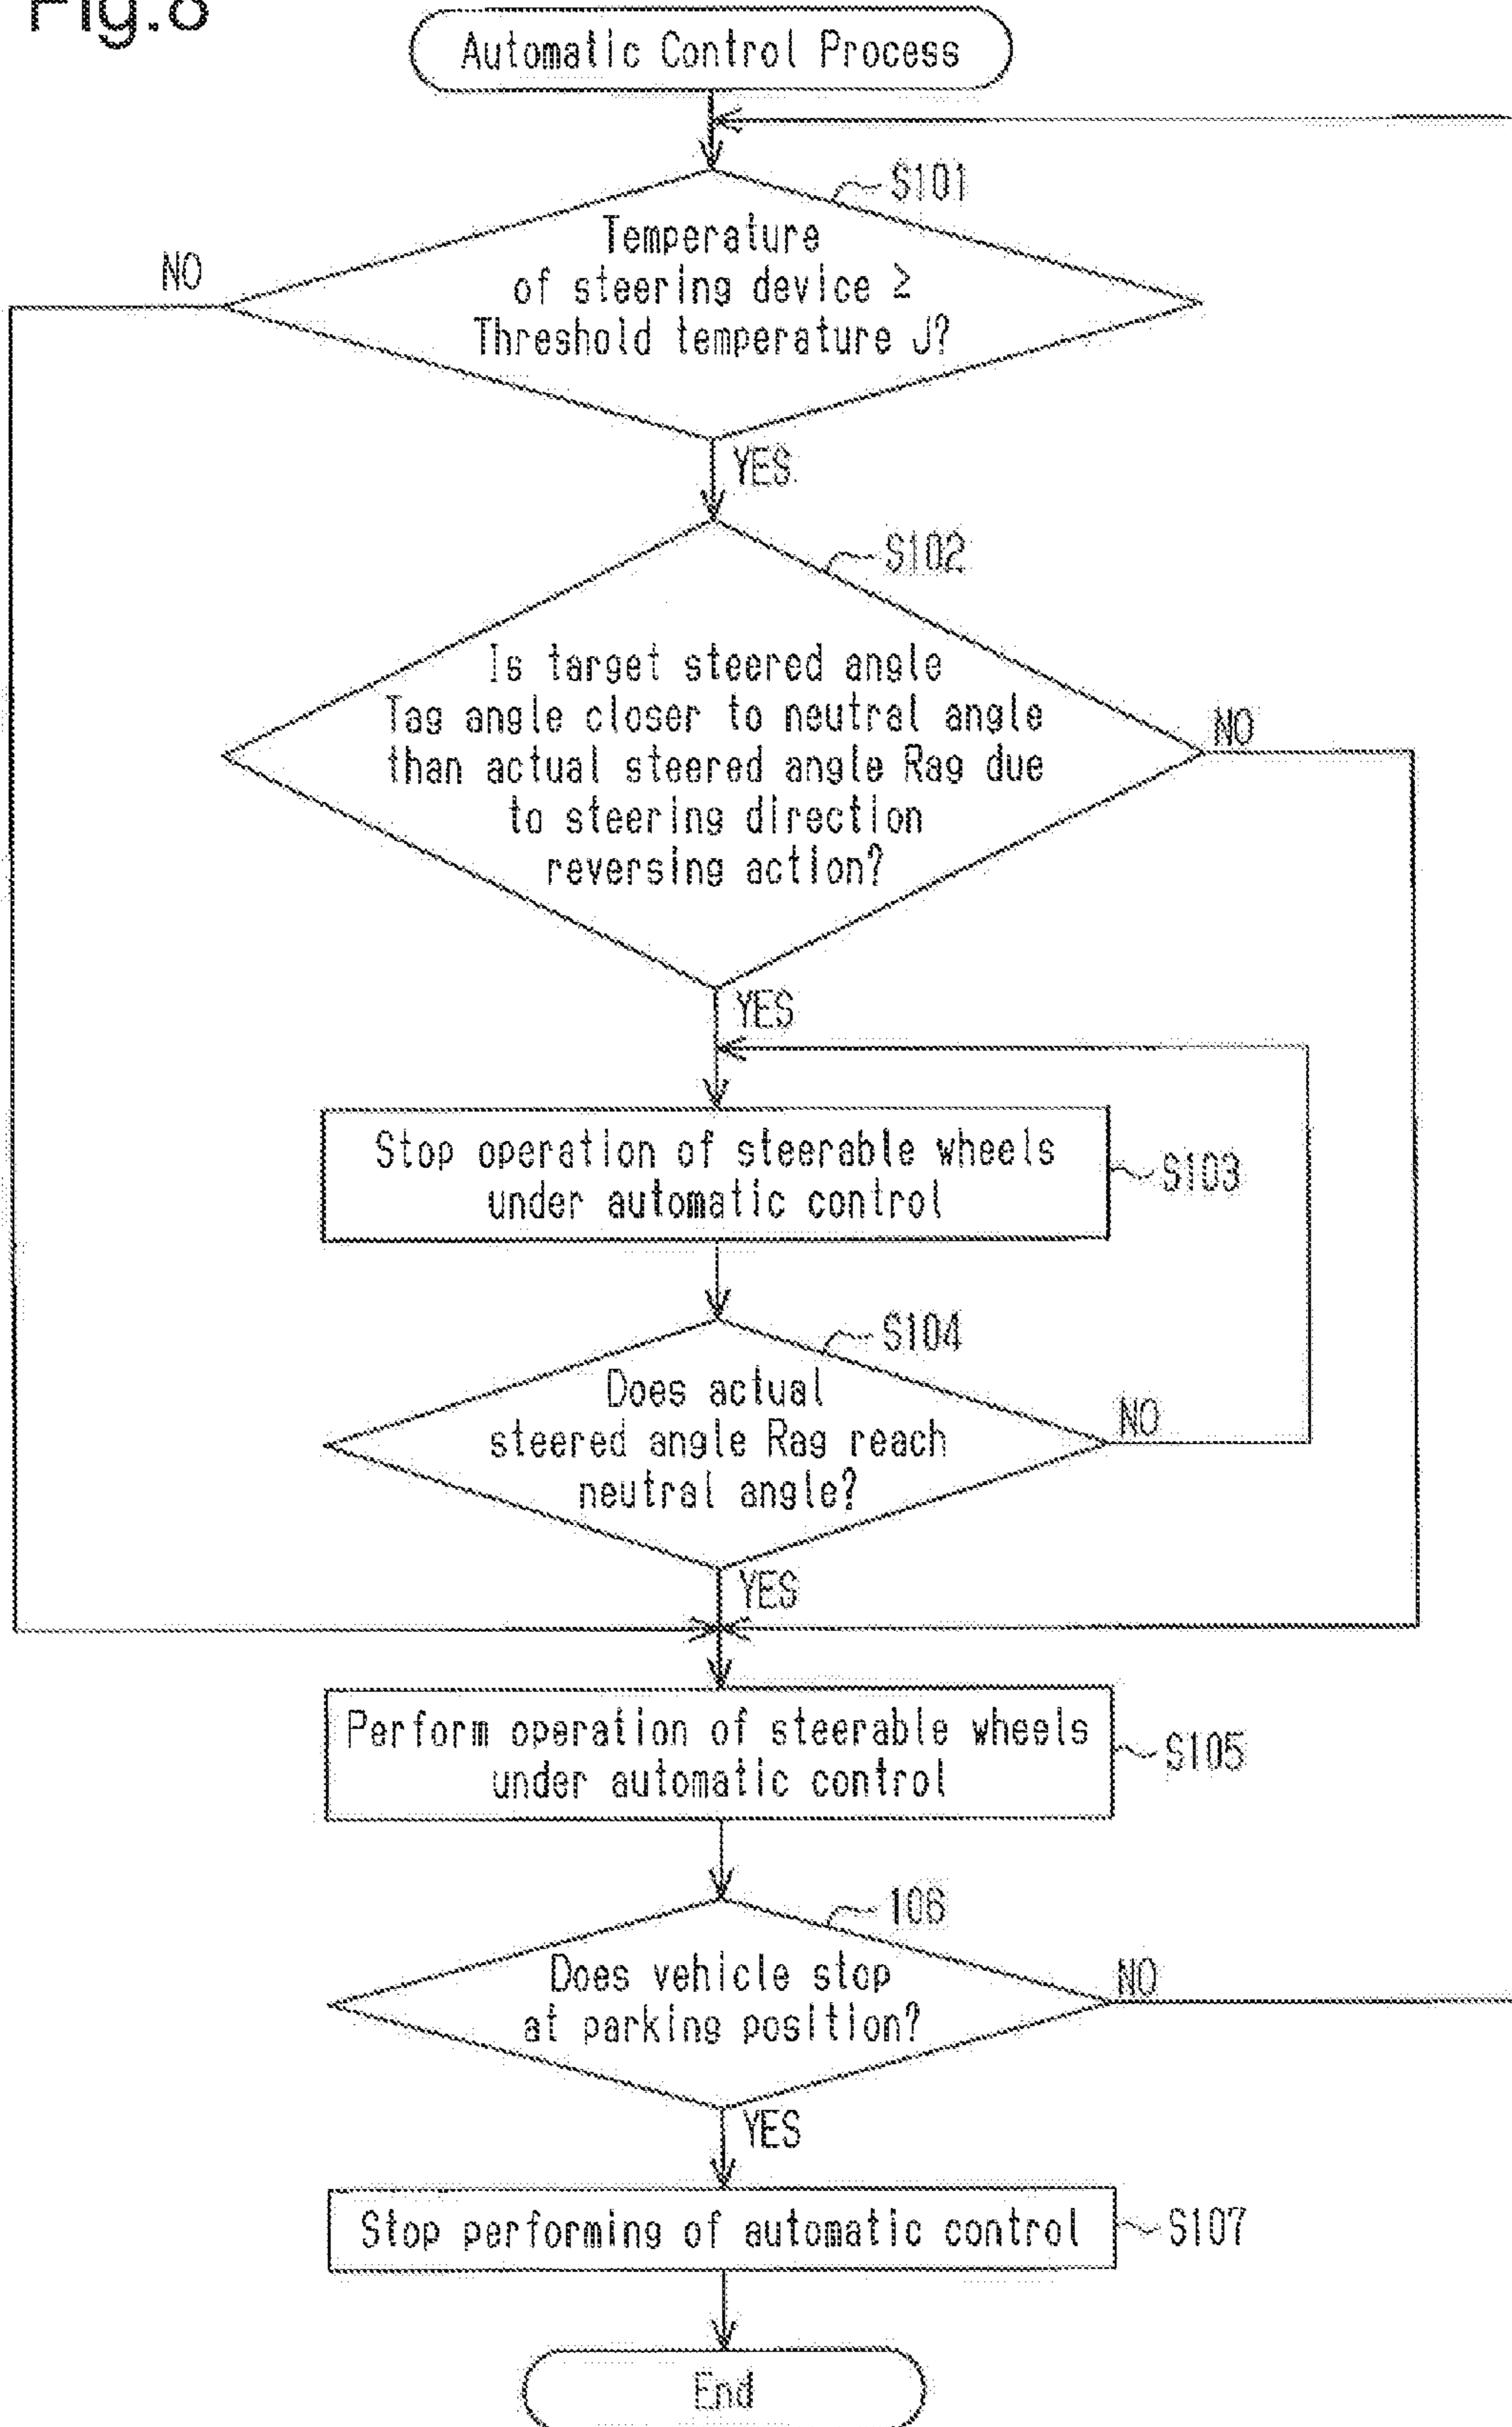 Fig.8
Automatic Control Process
S101
Temperature
of steering device ≥
Threshold temperature J?
NO
YES
S102
Is target steered angle
Tag angle closer to neutral angle
than actual steered angle Rag due
to steering direction
reversing action?
NO
YES
Stop operation of steerable wheels
under automatic control
S103
S104
Does actual
steered angle Rag reach
neutral angle?
NO
YES
Perform operation of steerable wheels
under automatic control
S105
106
Does vehicle stop
at parking position?
NO
YES
Stop performing of automatic control
S107
End